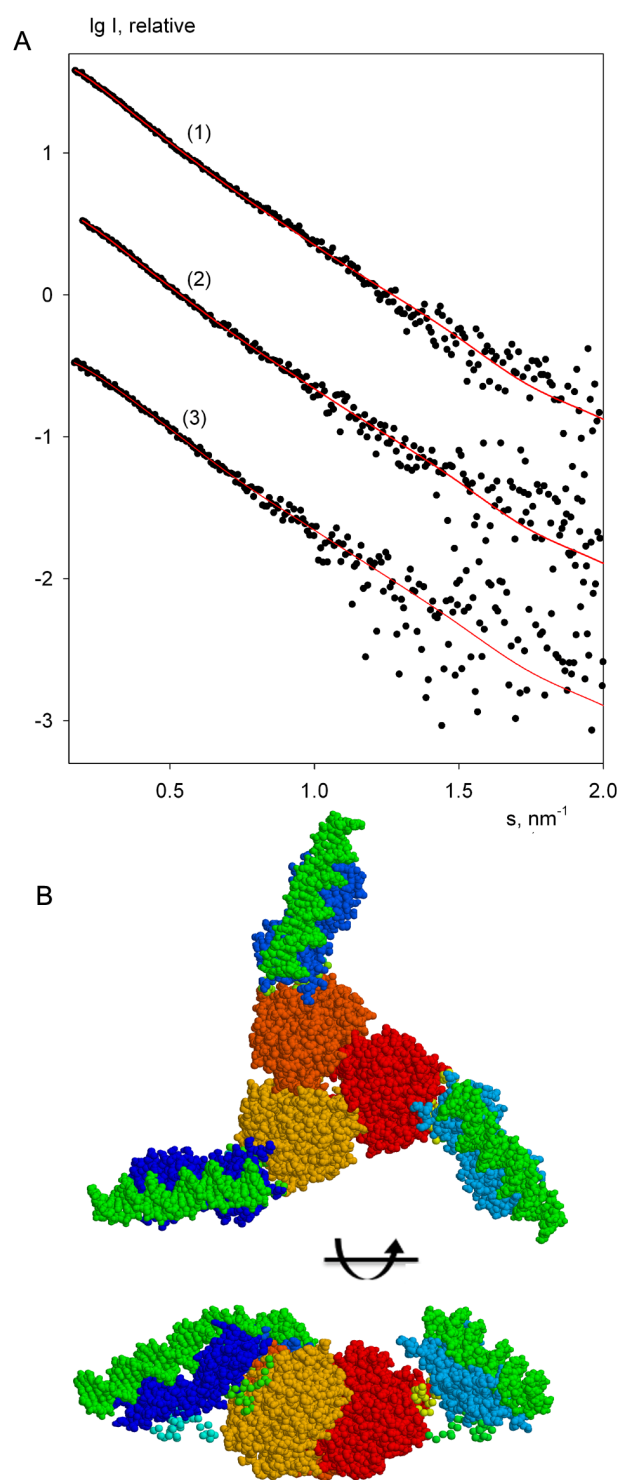 lg I, relative
A
(1)
1
(2)
0
(3)
-1
-2
-3
0.5 1.0 1.5 2.0
s, nm⁻¹
B